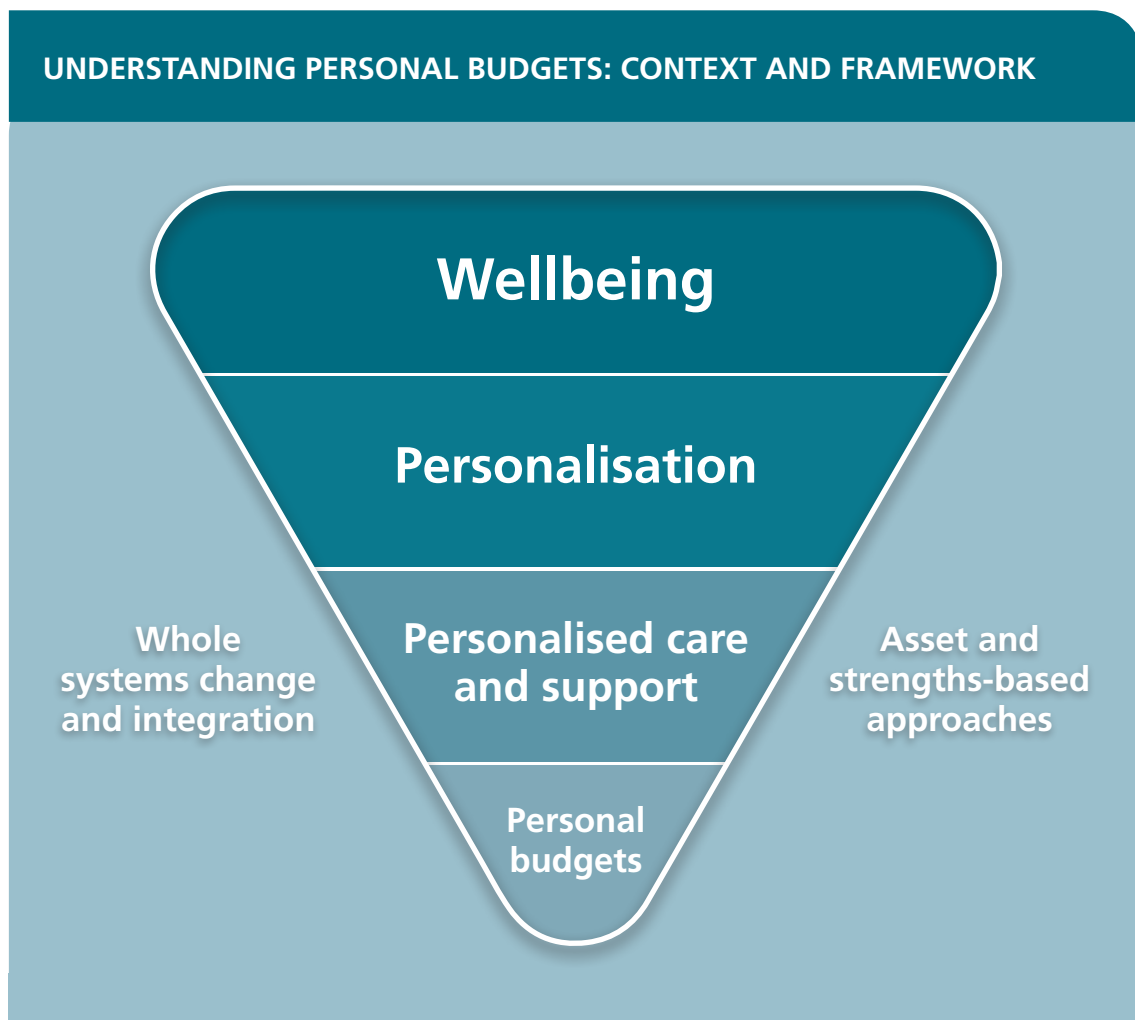 UNDERSTANDING PERSONAL BUDGETS: CONTEXT AND FRAMEWORK
Wellbeing
Personalisation
Personalised care
and support
Whole
systems change
and integration
Asset and
strengths-based
approaches
Personal
budgets